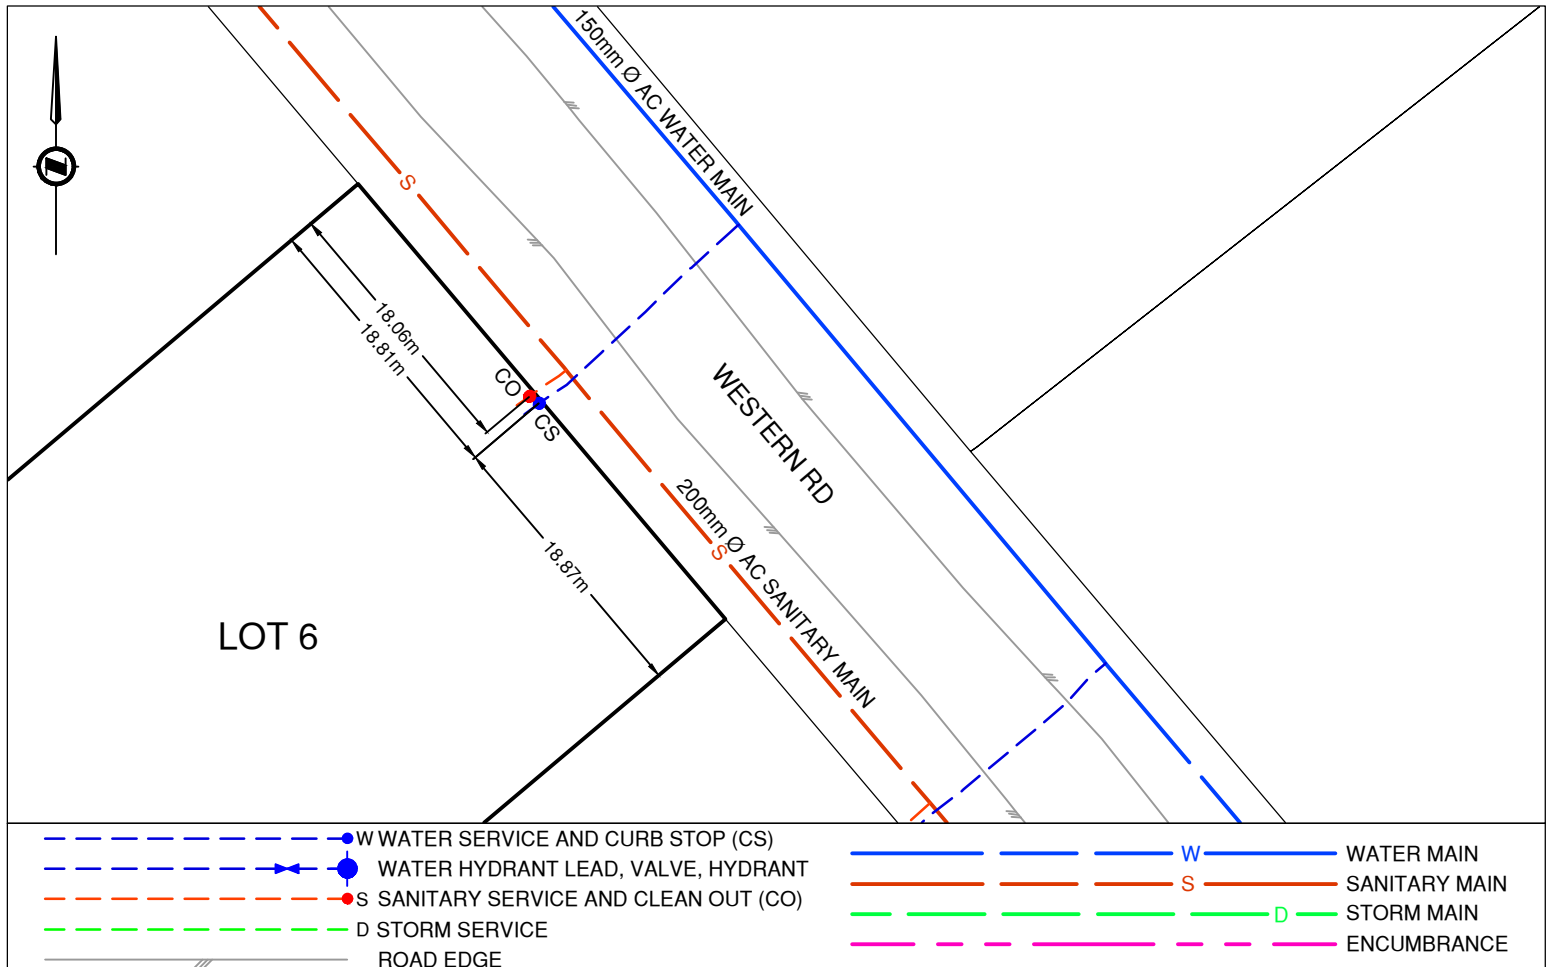 150mm Ø AC WATER MAIN
S
18.06m
18.81m
CO
CS
WESTERN RD
200mm Ø AC SANITARY MAIN
S
18.87m
LOT 6
W WATER SERVICE AND CURB STOP (CS)
WATER HYDRANT LEAD, VALVE, HYDRANT
S SANITARY SERVICE AND CLEAN OUT (CO)
D STORM SERVICE
ROAD EDGE
W WATER MAIN
S SANITARY MAIN
D STORM MAIN
ENCUMBRANCE